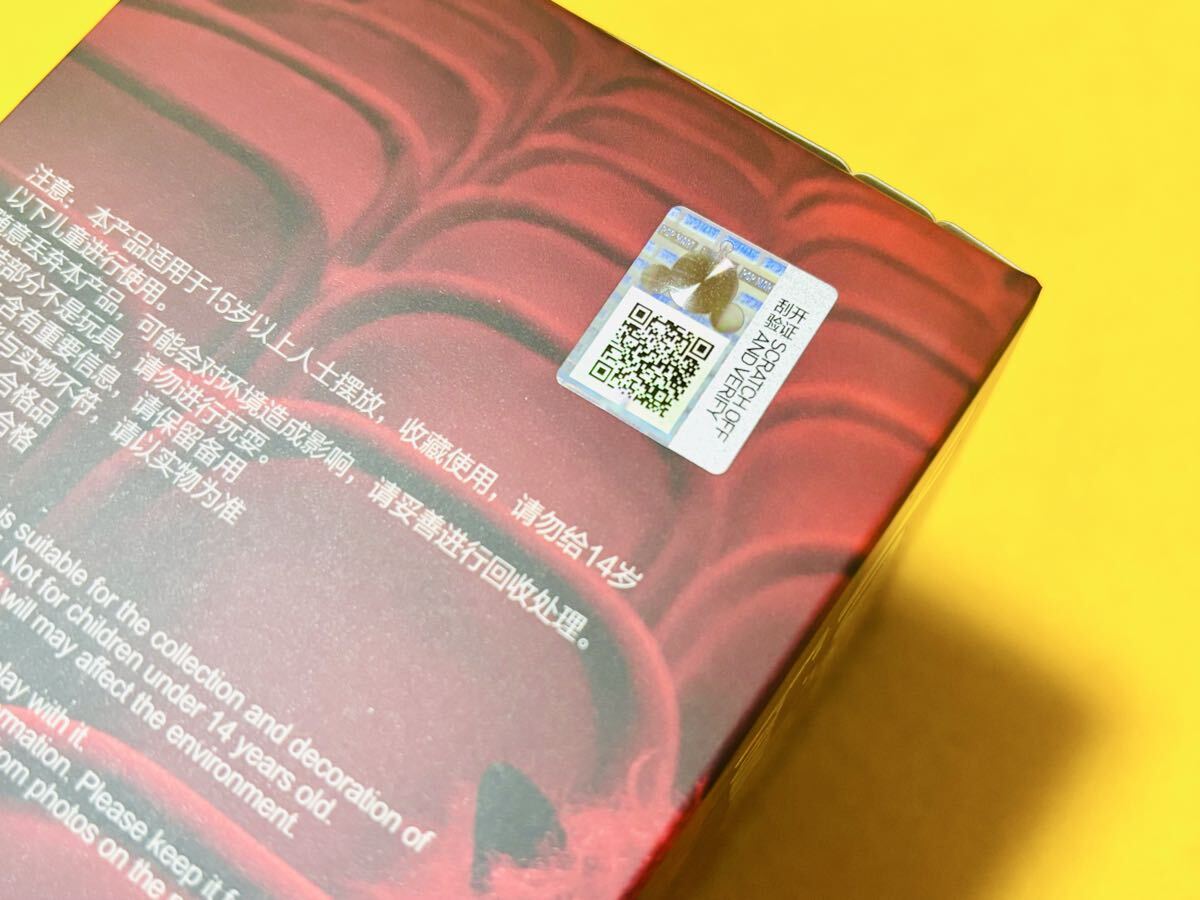 注意：本产品适用于15岁以上人士摆放，收藏使用，请勿给14岁
以下儿童进行使用。
随意丢弃本产品，可能会对环境造成影响，请妥善进行回收处理。
部分不是玩具，请勿进行玩耍。
含有重要信息，请保留备用
与实物不符，请以实物为准
合格品
合格
is suitable for the collection and decoration of
Not for children under 14 years old.
will may affect the environment.
play with it.
Please keep it
from photos on the
POP MART
刮开
验证
SCRATCH OFF
AND VERIFY